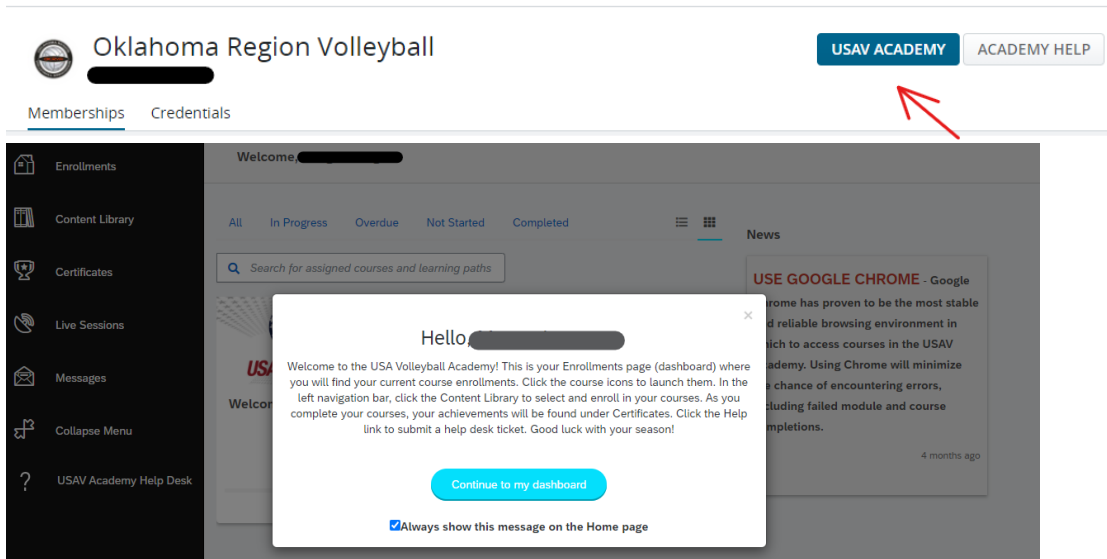 Oklahoma Region Volleyball
USAV ACADEMY
ACADEMY HELP
Memberships
Credentials
Enrollments
Content Library
Certificates
Live Sessions
Messages
Collapse Menu
USAV Academy Help Desk
Welcome,
All
In Progress
Overdue
Not Started
Completed
Search for assigned courses and learning paths
USA
Welcom
News
USE GOOGLE CHROME - Google
rome has proven to be the most stable
d reliable browsing environment in
ich to access courses in the USAV
ademy. Using Chrome will minimize
chance of encountering errors,
cluding failed module and course
mpletions.
4 months ago
×
Hello,
Welcome to the USA Volleyball Academy! This is your Enrollments page (dashboard) where
you will find your current course enrollments. Click the course icons to launch them. In the
left navigation bar, click the Content Library to select and enroll in your courses. As you
complete your courses, your achievements will be found under Certificates. Click the Help
link to submit a help desk ticket. Good luck with your season!
Continue to my dashboard
Always show this message on the Home page